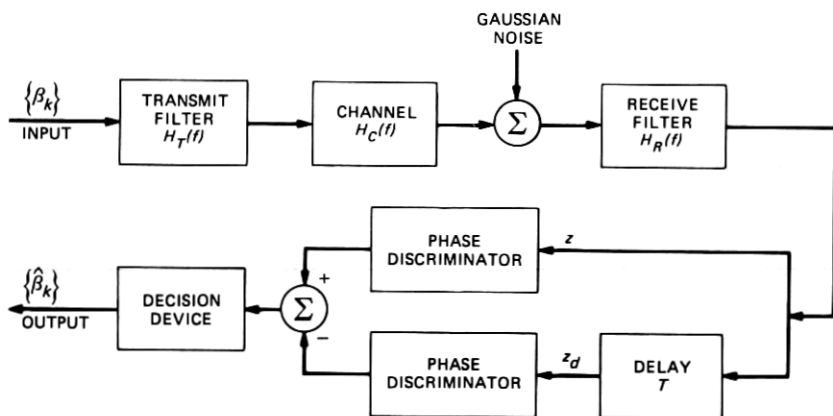 GAUSSIAN
NOISE
{β_k}
INPUT
TRANSMIT
FILTER
H_T(f)
CHANNEL
H_C(f)
Σ
RECEIVE
FILTER
H_R(f)
PHASE
DISCRIMINATOR
z
{β̂_k}
OUTPUT
DECISION
DEVICE
+
Σ
−
PHASE
DISCRIMINATOR
z_d
DELAY
T